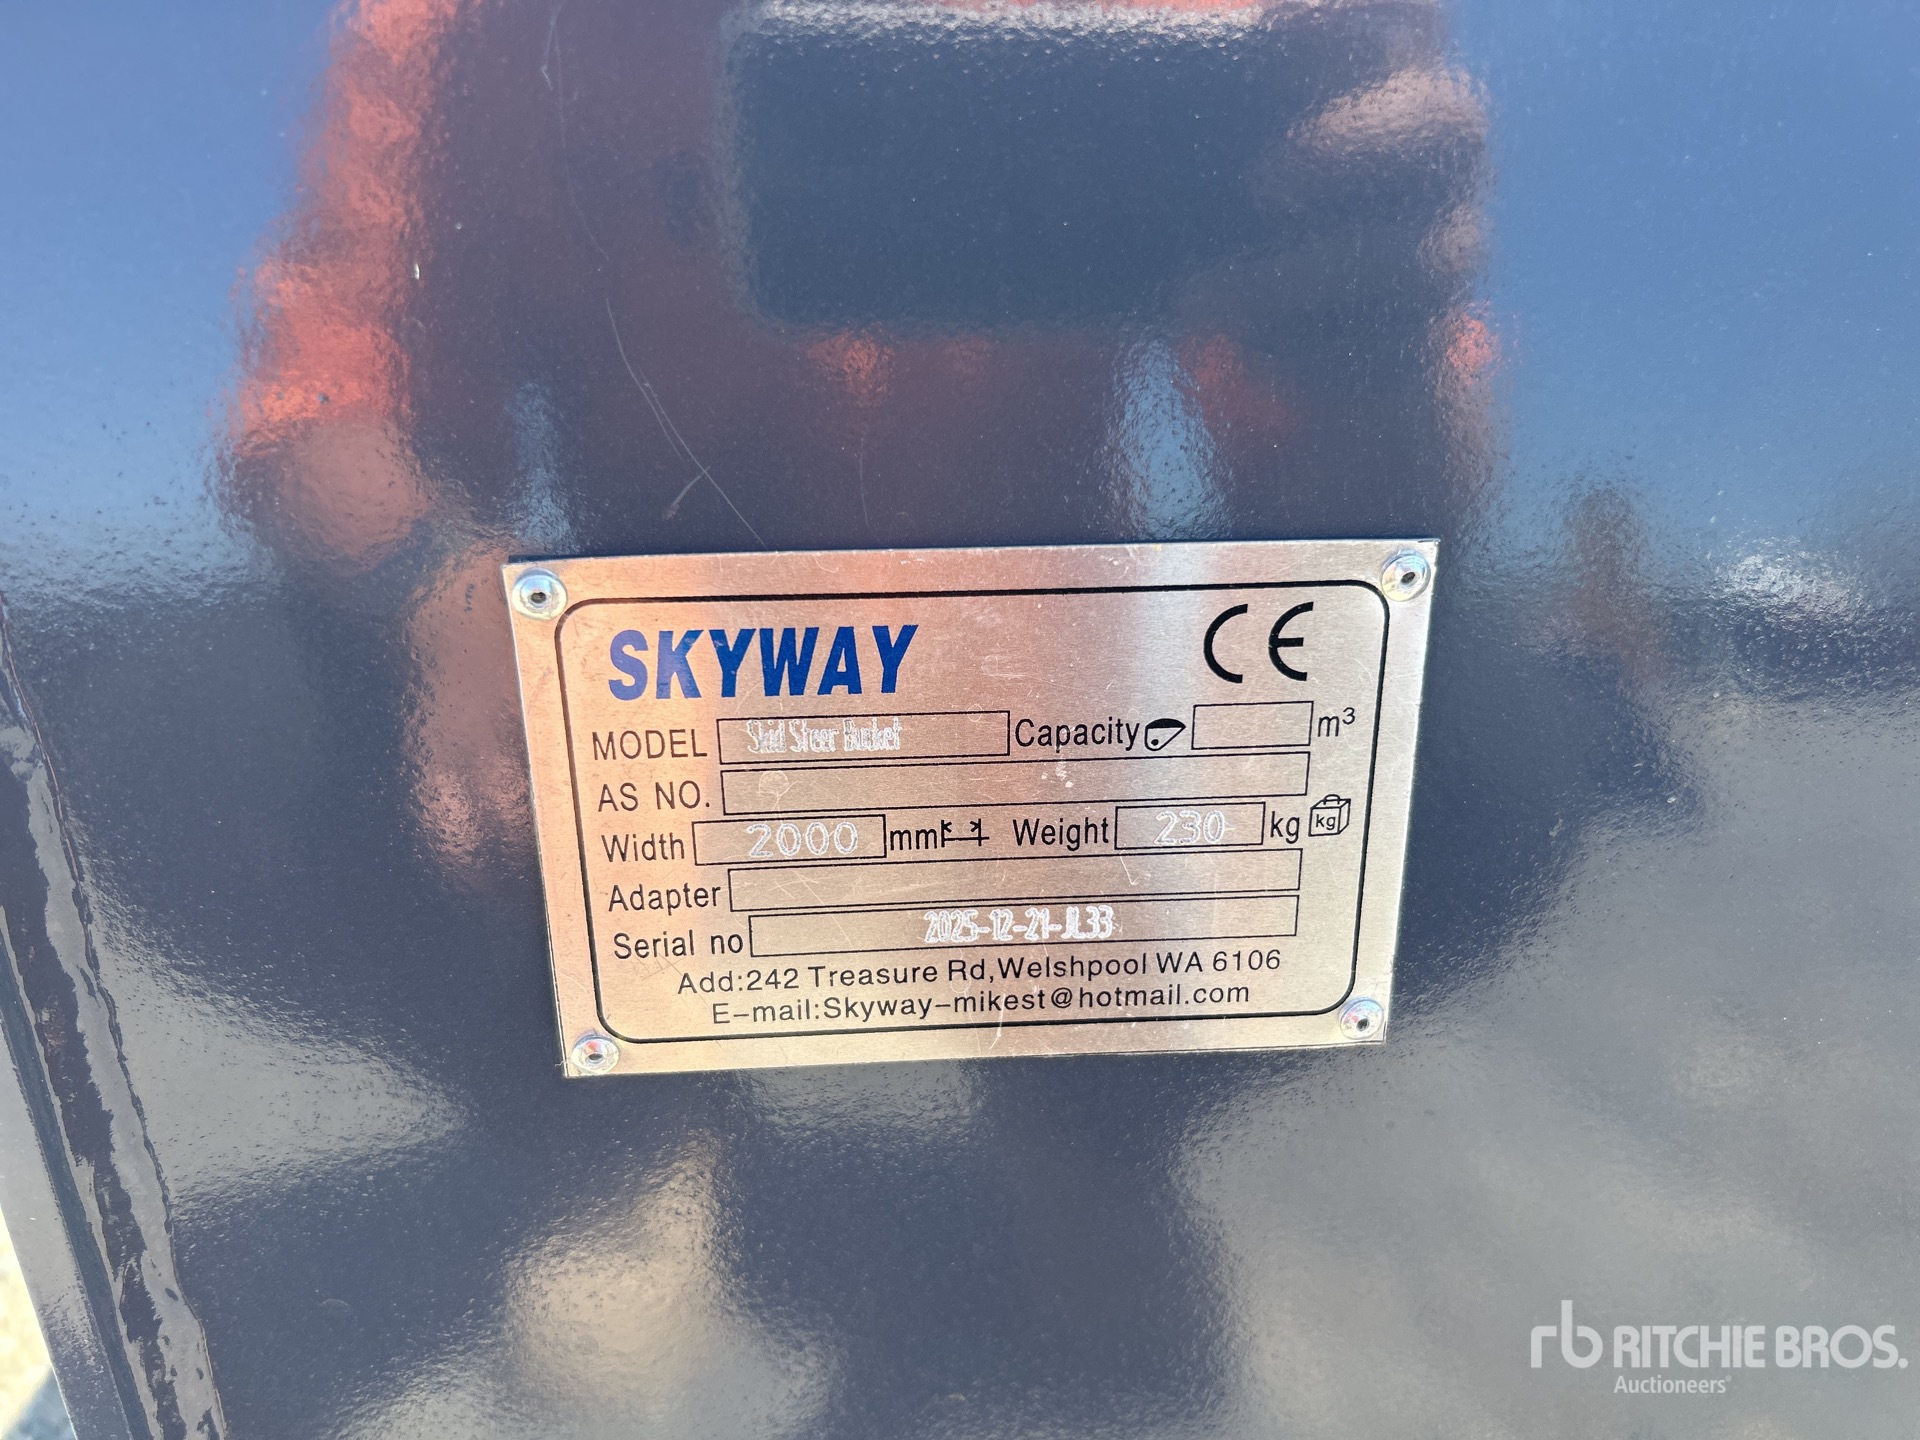 SKYWAY CE
MODEL Skid Steer Bucket Capacity m³
AS NO.
Width 2000 mm Weight 230 kg kg
Adapter
Serial no 2025-12-21-JL33
Add:242 Treasure Rd,Welshpool WA 6106
E-mail:Skyway-mikest@hotmail.com
rb RITCHIE BROS.
Auctioneers